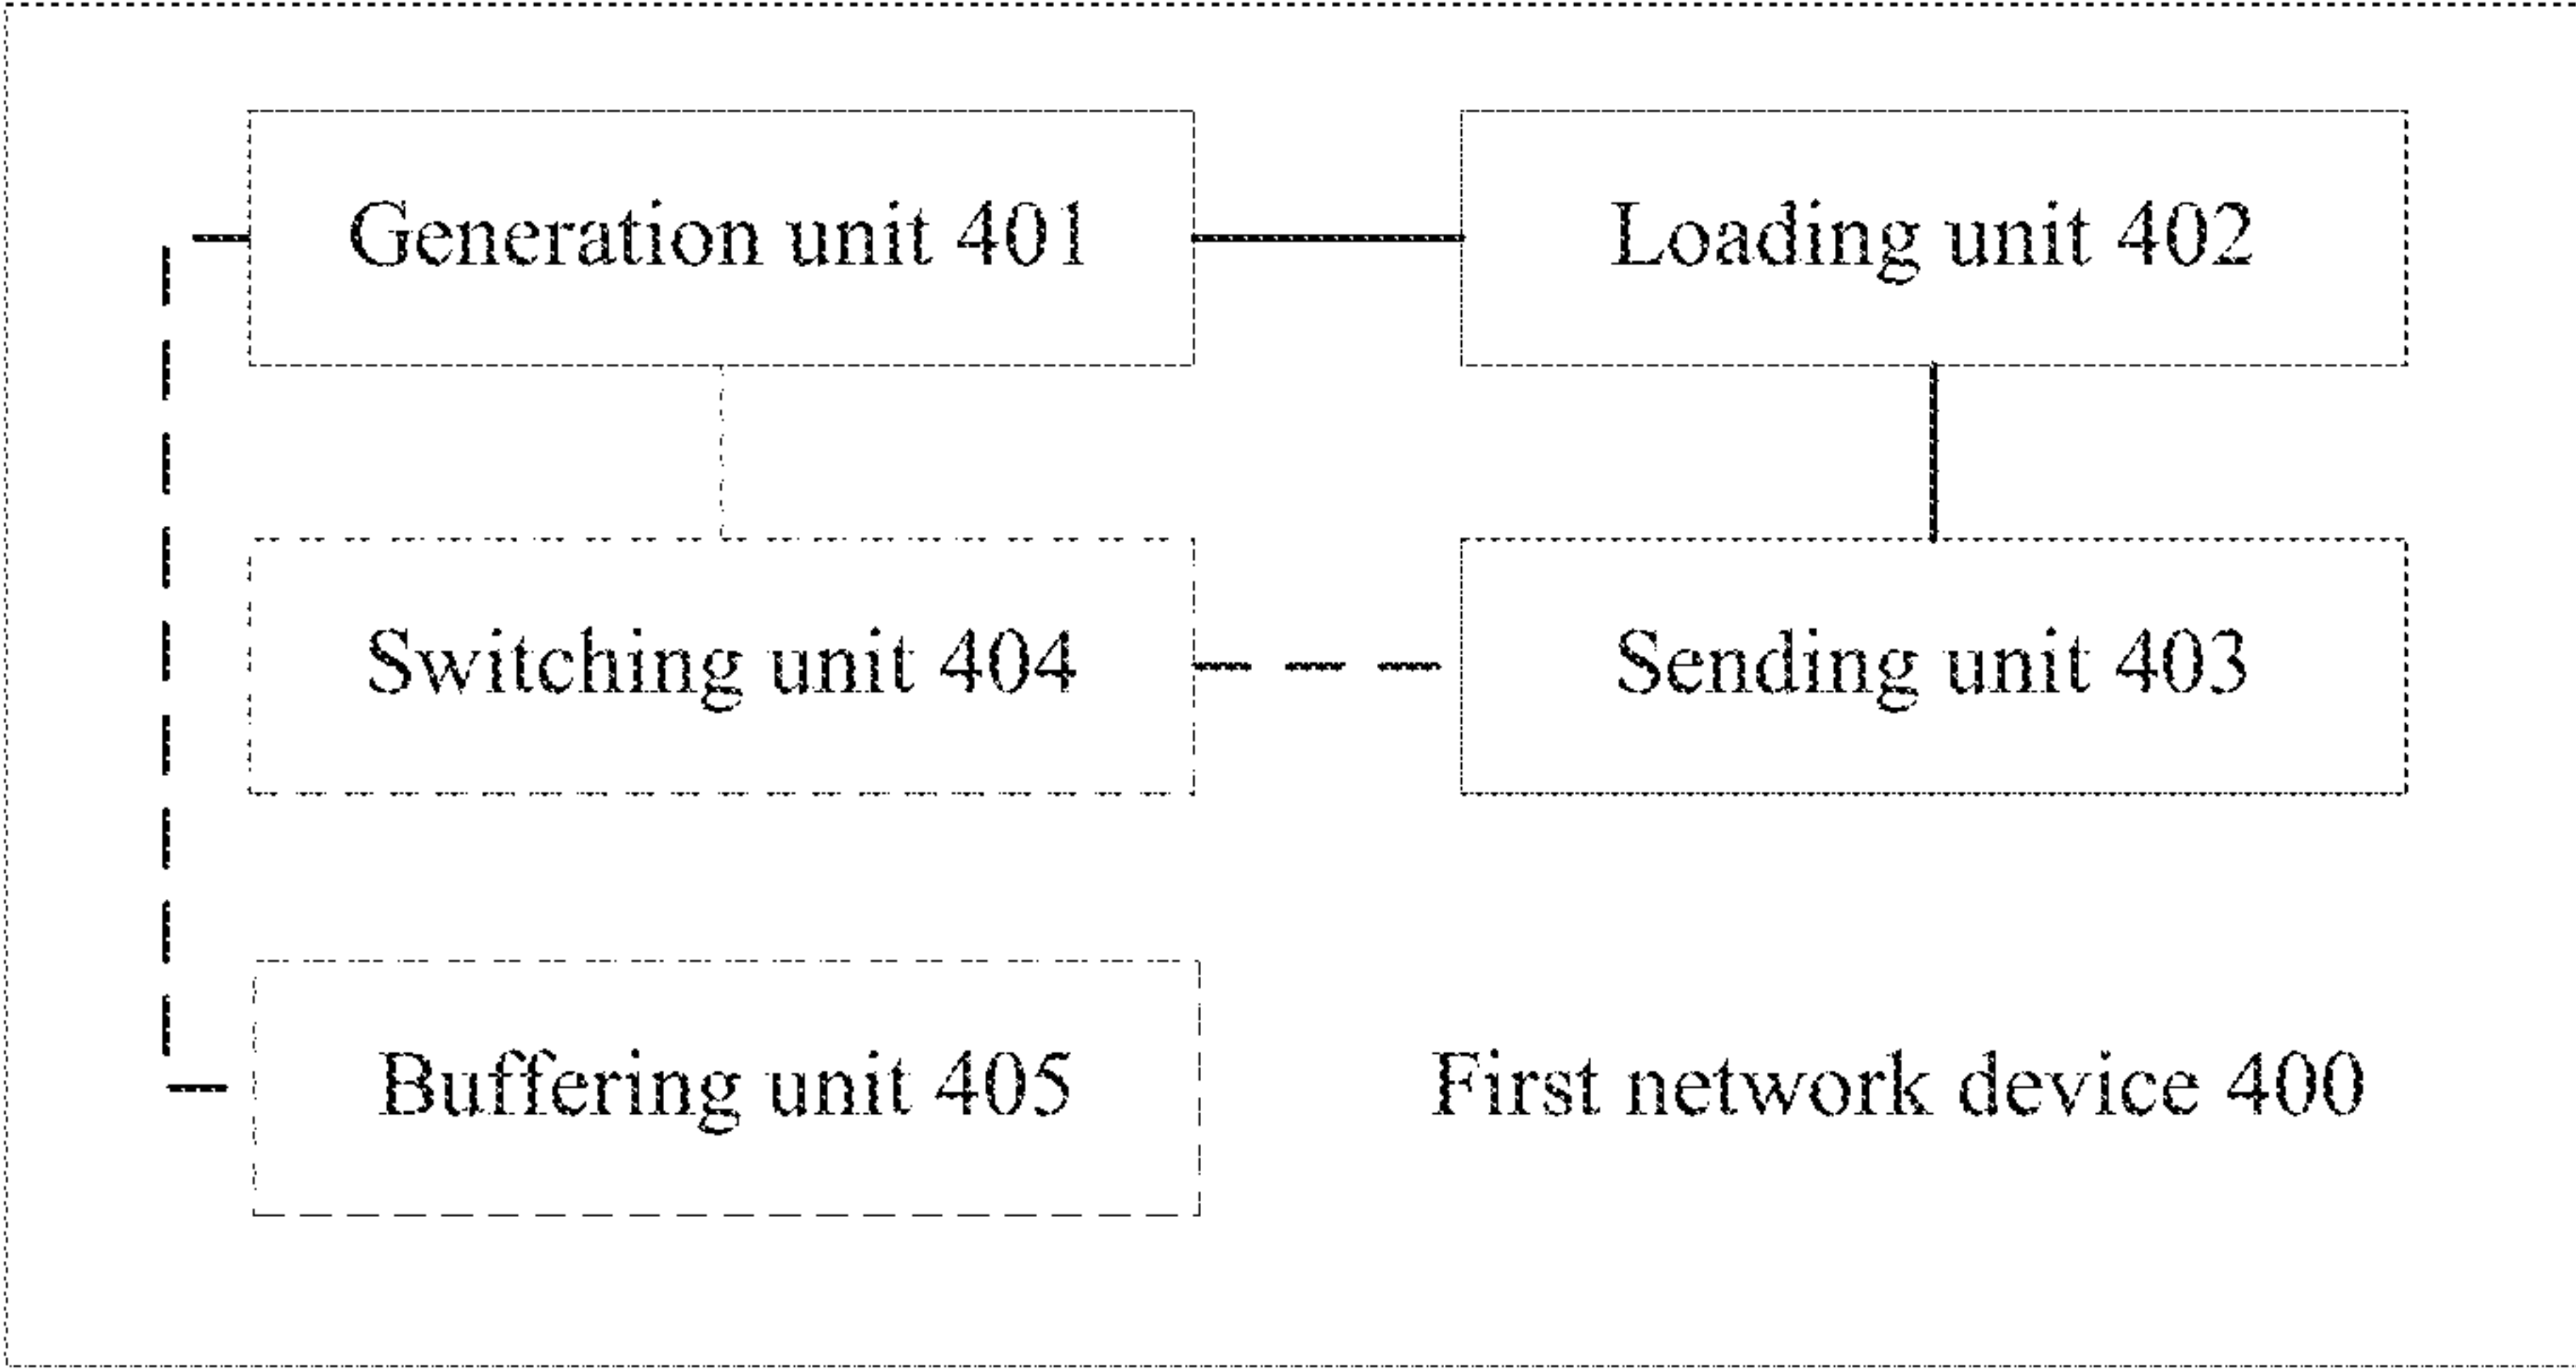 Generation unit 401
Loading unit 402
Switching unit 404
Sending unit 403
Buffering unit 405
First network device 400